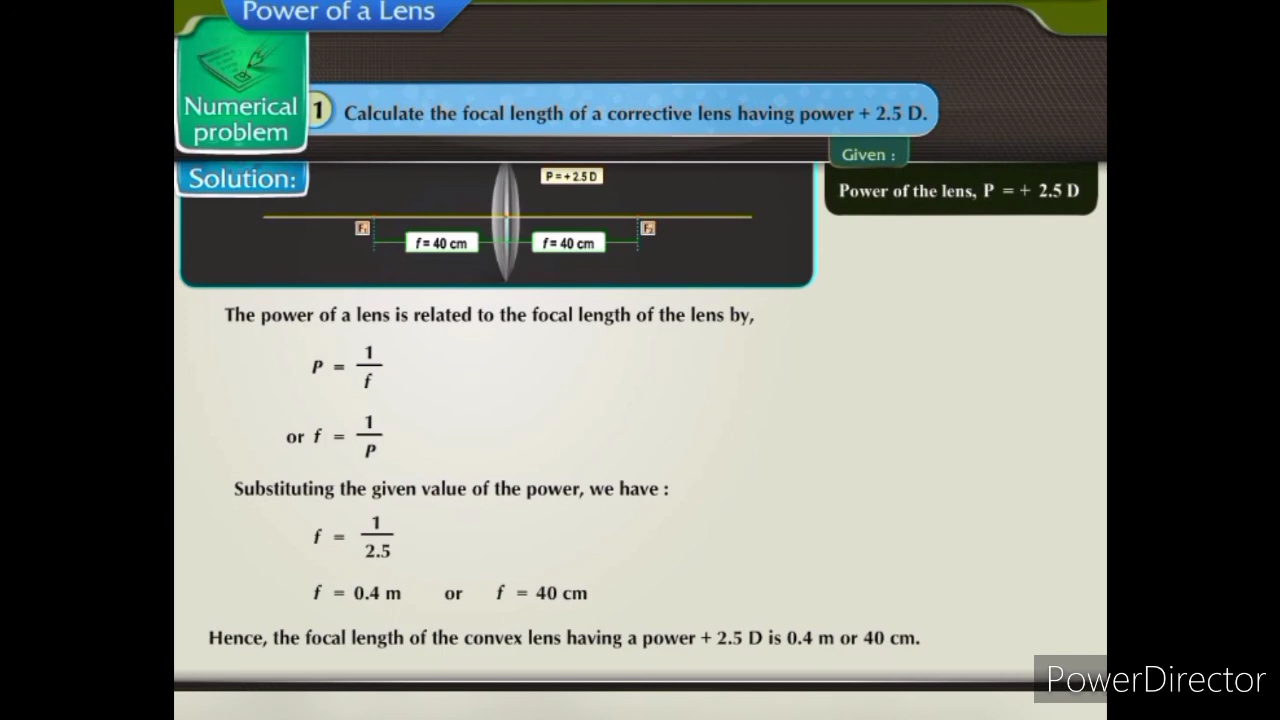 Power of a Lens
Numerical
problem
1 Calculate the focal length of a corrective lens having power + 2.5 D.
Given :
Solution:
Power of the lens, P = + 2.5 D
P = + 2.5 D
F₁
F₂
f = 40 cm
f = 40 cm
The power of a lens is related to the focal length of the lens by,
P = 1/f
or f = 1/P
Substituting the given value of the power, we have :
f = 1/2.5
f = 0.4 m or f = 40 cm
Hence, the focal length of the convex lens having a power + 2.5 D is 0.4 m or 40 cm.
PowerDirector